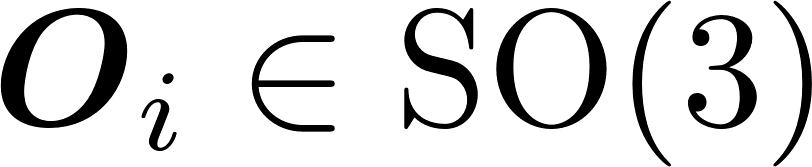 𝑶ᵢ ∈ SO(3)